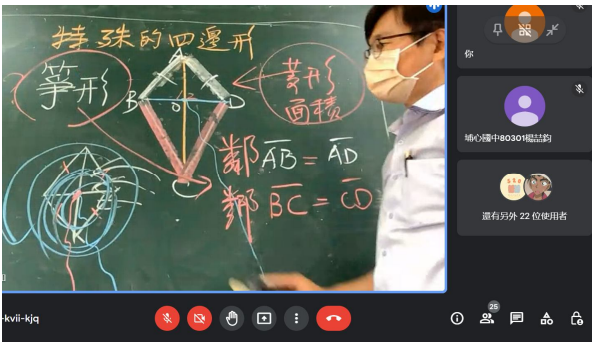 特殊的四邊形
箏形
菱形
面積
A
B
O
D
C
鄰 AB = AD
鄰 BC = CD
K
你
埔心國中80301楊喆鈞
還有另外 22 位使用者
-kvii-kjq
25